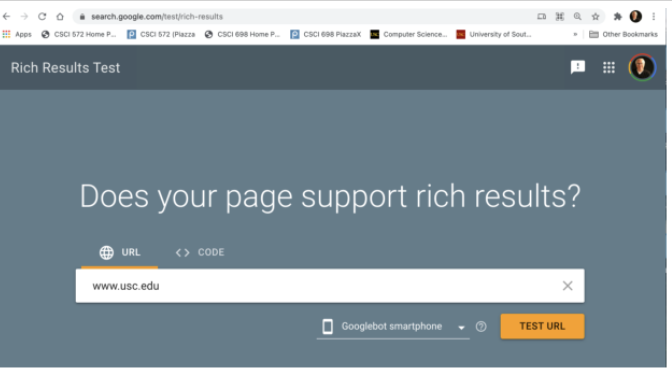 search.google.com/test/rich-results
Apps CSCI 572 Home P... CSCI 572 (Piazza CSCI 698 Home P... CSCI 698 PiazzaX Computer Science... University of Sout... » Other Bookmarks
Rich Results Test
Does your page support rich results?
URL <> CODE
www.usc.edu
Googlebot smartphone TEST URL